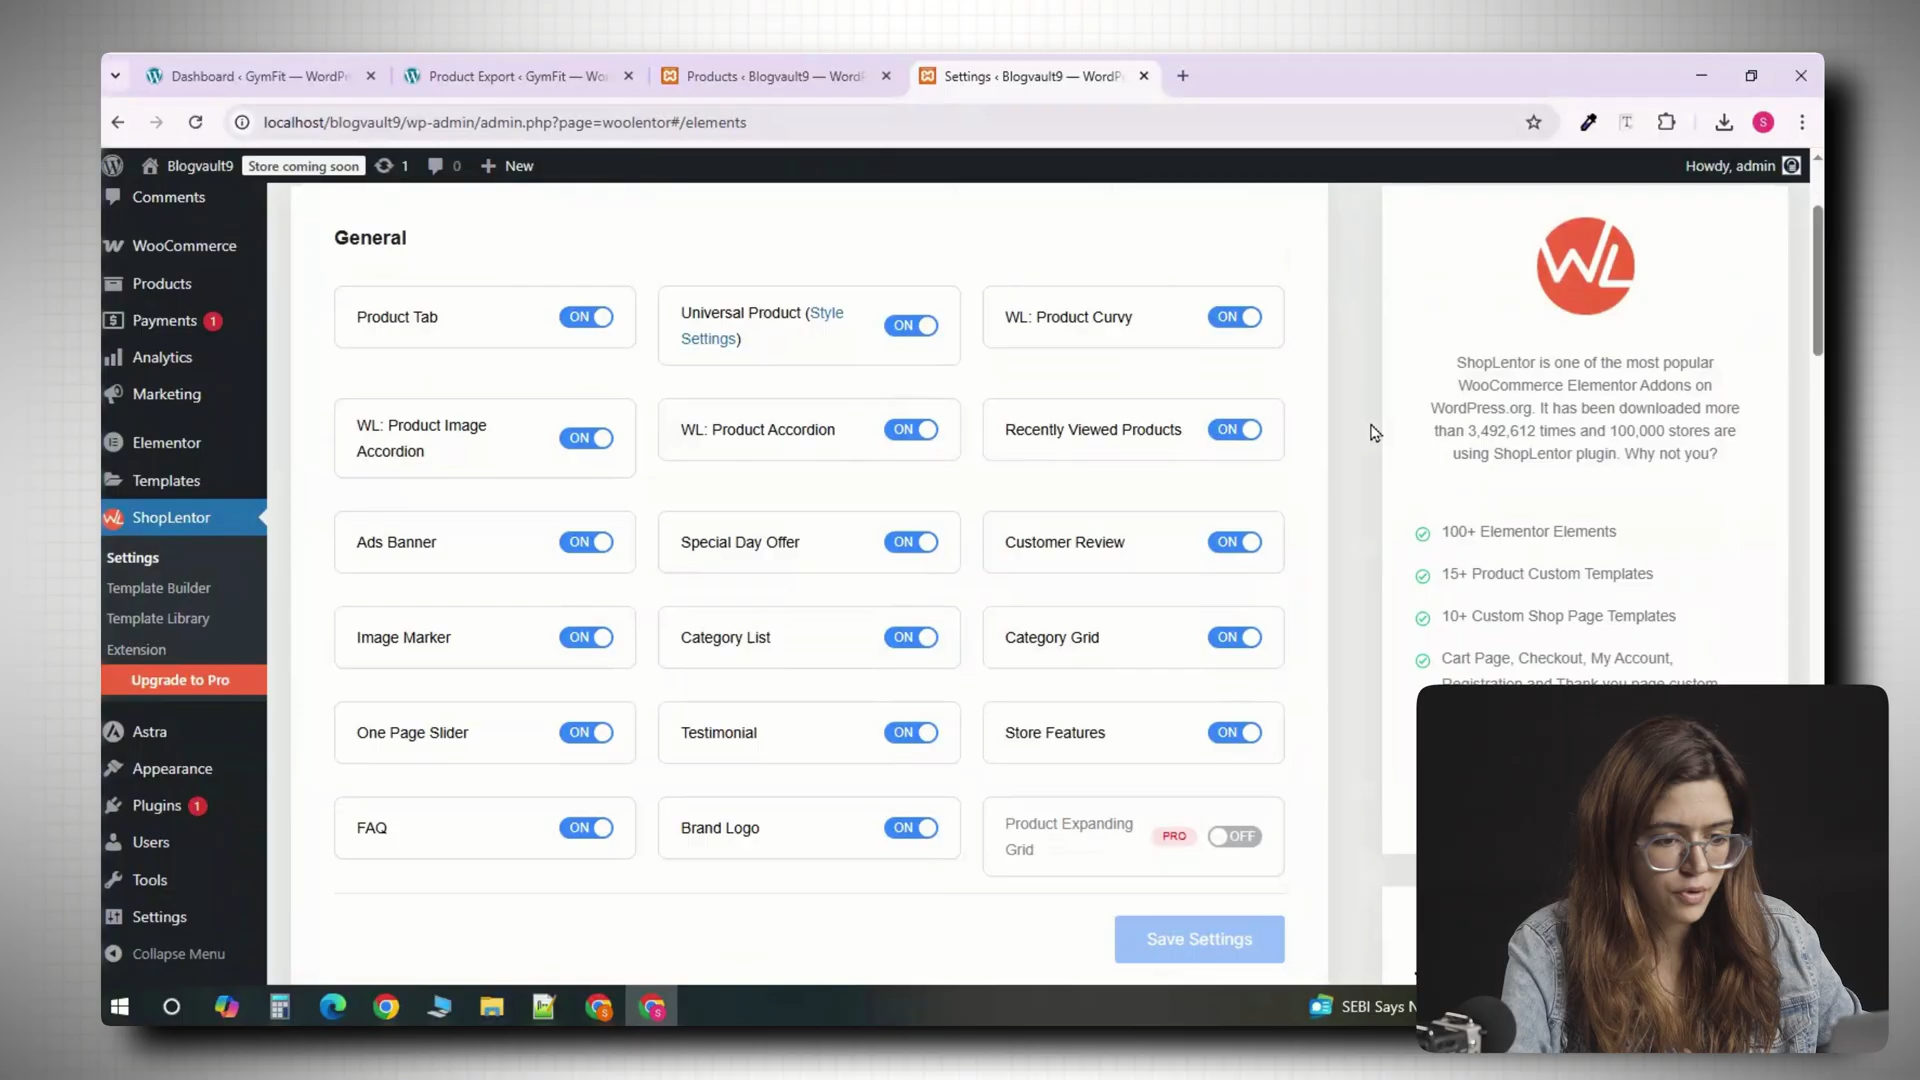 Dashboard ‹ GymFit — WordPr
Product Export ‹ GymFit — Wo
Products ‹ Blogvault9 — WordP
Settings ‹ Blogvault9 — WordP
localhost/blogvault9/wp-admin/admin.php?page=woolentor#/elements
S
Blogvault9
Store coming soon
1
0
New
Howdy, admin
Comments
WooCommerce
Products
Payments 1
Analytics
Marketing
Elementor
Templates
WL ShopLentor
Settings
Template Builder
Template Library
Extension
Upgrade to Pro
Astra
Appearance
Plugins 1
Users
Tools
Settings
Collapse Menu
General
Product Tab ON
Universal Product (Style
Settings) ON
WL: Product Curvy ON
WL: Product Image
Accordion ON
WL: Product Accordion ON
Recently Viewed Products ON
Ads Banner ON
Special Day Offer ON
Customer Review ON
Image Marker ON
Category List ON
Category Grid ON
One Page Slider ON
Testimonial ON
Store Features ON
FAQ ON
Brand Logo ON
Product Expanding
Grid PRO OFF
Save Settings
WL
ShopLentor is one of the most popular
WooCommerce Elementor Addons on
WordPress.org. It has been downloaded more
than 3,492,612 times and 100,000 stores are
using ShopLentor plugin. Why not you?
100+ Elementor Elements
15+ Product Custom Templates
10+ Custom Shop Page Templates
Cart Page, Checkout, My Account,
Registration and Thank you page custom
SEBI Says N